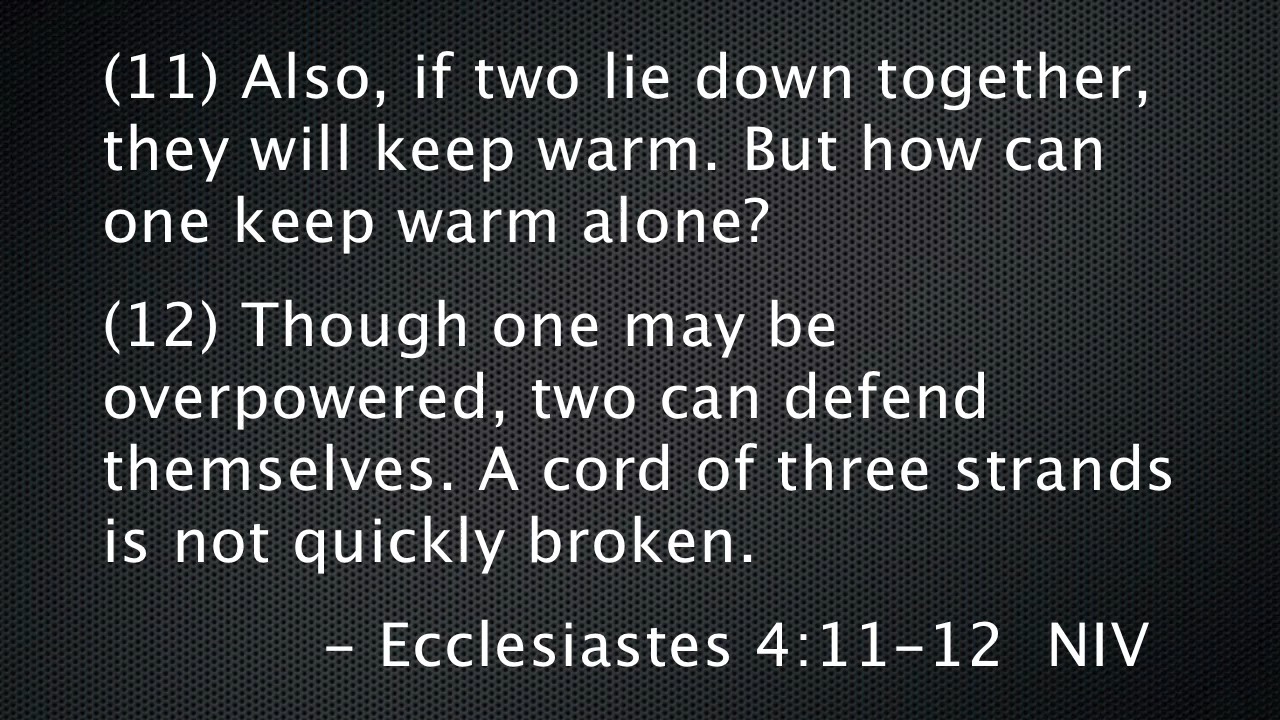 (11) Also, if two lie down together,
they will keep warm. But how can
one keep warm alone?
(12) Though one may be
overpowered, two can defend
themselves. A cord of three strands
is not quickly broken.
– Ecclesiastes 4:11–12  NIV